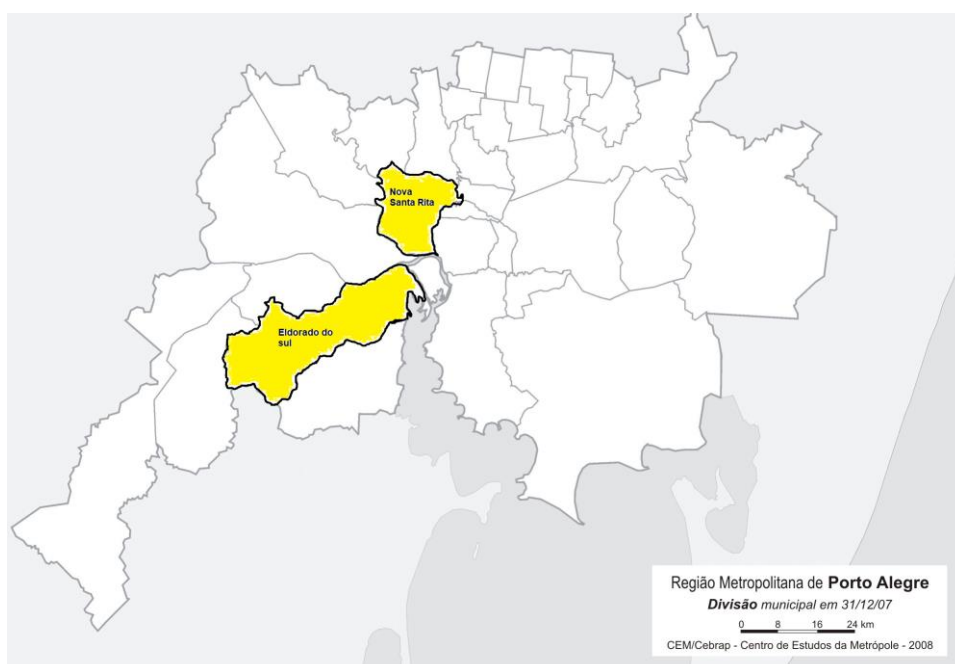 Nova
Santa Rita
Eldorado do
sul
Região Metropolitana de Porto Alegre
Divisão municipal em 31/12/07
0 8 16 24 km
CEM/Cebrap - Centro de Estudos da Metrópole - 2008